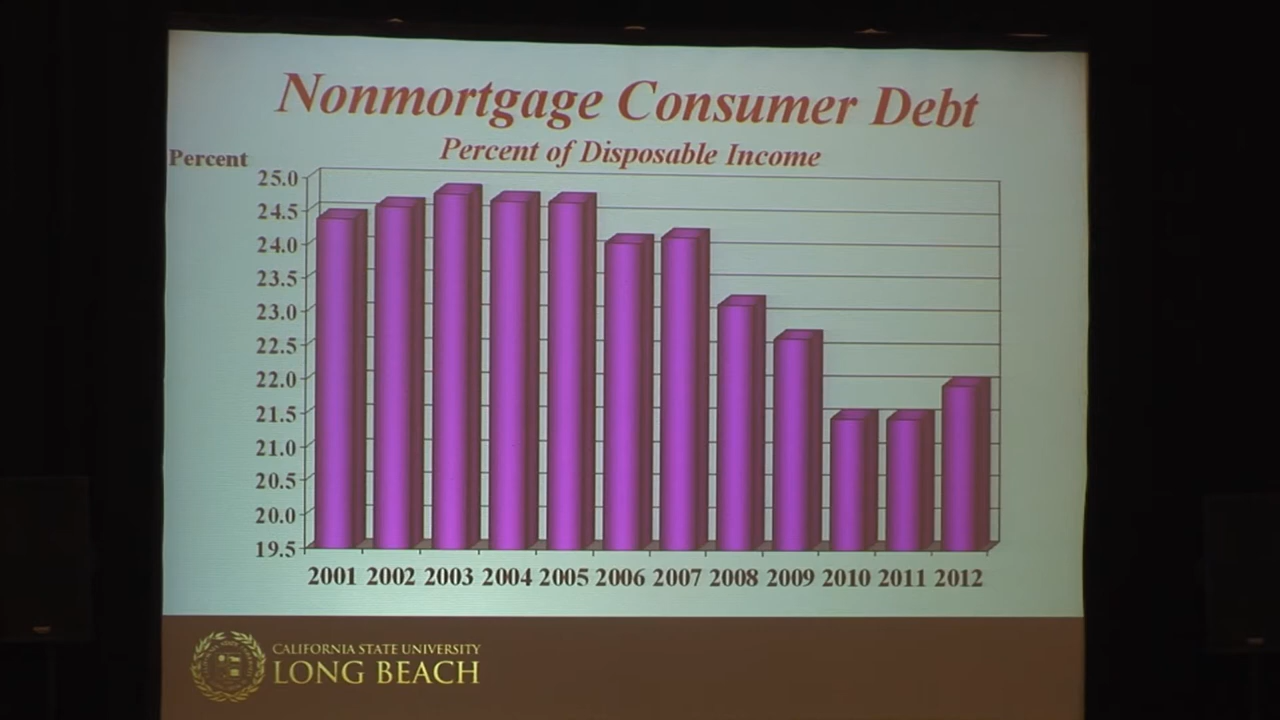 Nonmortgage Consumer Debt
Percent of Disposable Income
Percent
25.0
24.5
24.0
23.5
23.0
22.5
22.0
21.5
21.0
20.5
20.0
19.5
2001 2002 2003 2004 2005 2006 2007 2008 2009 2010 2011 2012
CALIFORNIA STATE UNIVERSITY
LONG BEACH